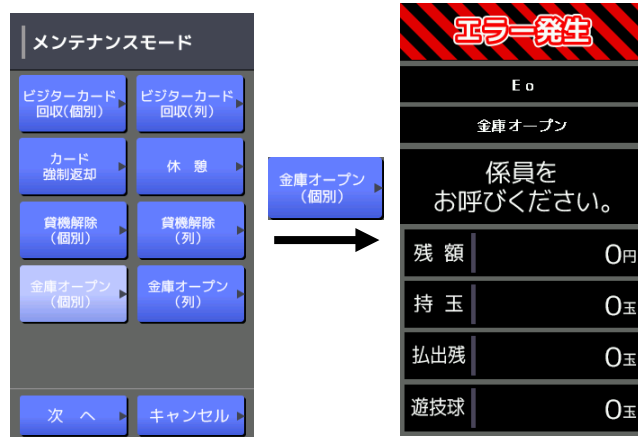 メンテナンスモード
ビジターカード
回収(個別)
ビジターカード
回収(列)
カード
強制返却
休 憩
貸機解除
(個別)
貸機解除
(列)
金庫オープン
(個別)
金庫オープン
(列)
次 へ
キャンセル
金庫オープン
(個別)
エラー発生
Eo
金庫オープン
係員を
お呼びください。
残 額 0円
持 玉 0玉
払出残 0玉
遊技球 0玉